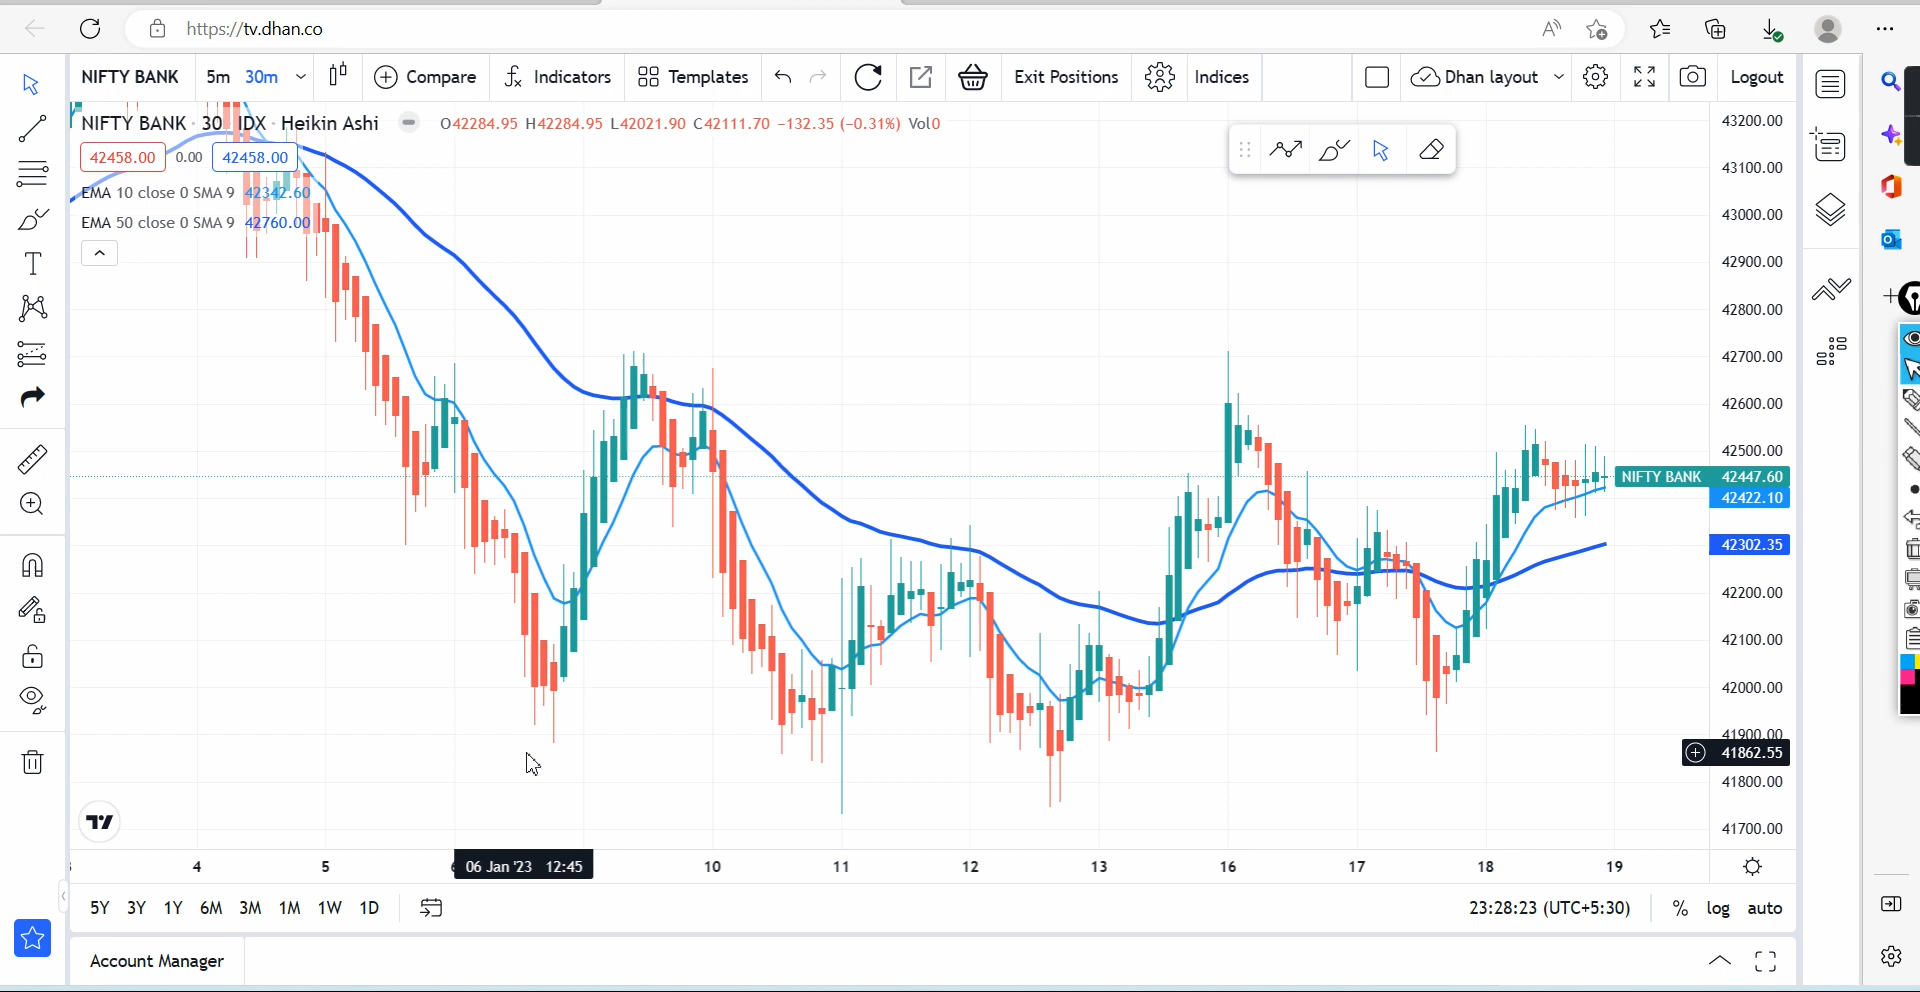 https://tv.dhan.co
NIFTY BANK 5m 30m Compare Indicators Templates Exit Positions Indices Dhan layout Logout
NIFTY BANK · 30 · IDX · Heikin Ashi O42284.95 H42284.95 L42021.90 C42111.70 −132.35 (−0.31%) Vol0
42458.00 0.00 42458.00
EMA 10 close 0 SMA 9 42342.60
EMA 50 close 0 SMA 9 42760.00
43200.00
43100.00
43000.00
42900.00
42800.00
42700.00
42600.00
42500.00
NIFTY BANK 42447.60
42422.10
42302.35
42200.00
42100.00
42000.00
41900.00
41862.55
41800.00
41700.00
4 5 06 Jan '23 12:45 10 11 12 13 16 17 18 19
5Y 3Y 1Y 6M 3M 1M 1W 1D 23:28:23 (UTC+5:30) % log auto
Account Manager